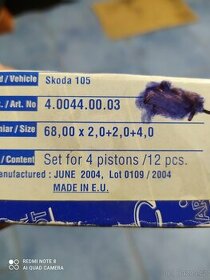 / Vehicle Skoda 105
. / Art. No. 4.0044.00.03
/ Size 68,00 x 2,0+2,0+4,0
/ Content Set for 4 pistons /12 pcs.
anufactured : JUNE 2004, Lot 0109 / 2004
MADE IN E.U.
REDMI NOTE 8
AI QUAD CAMERA